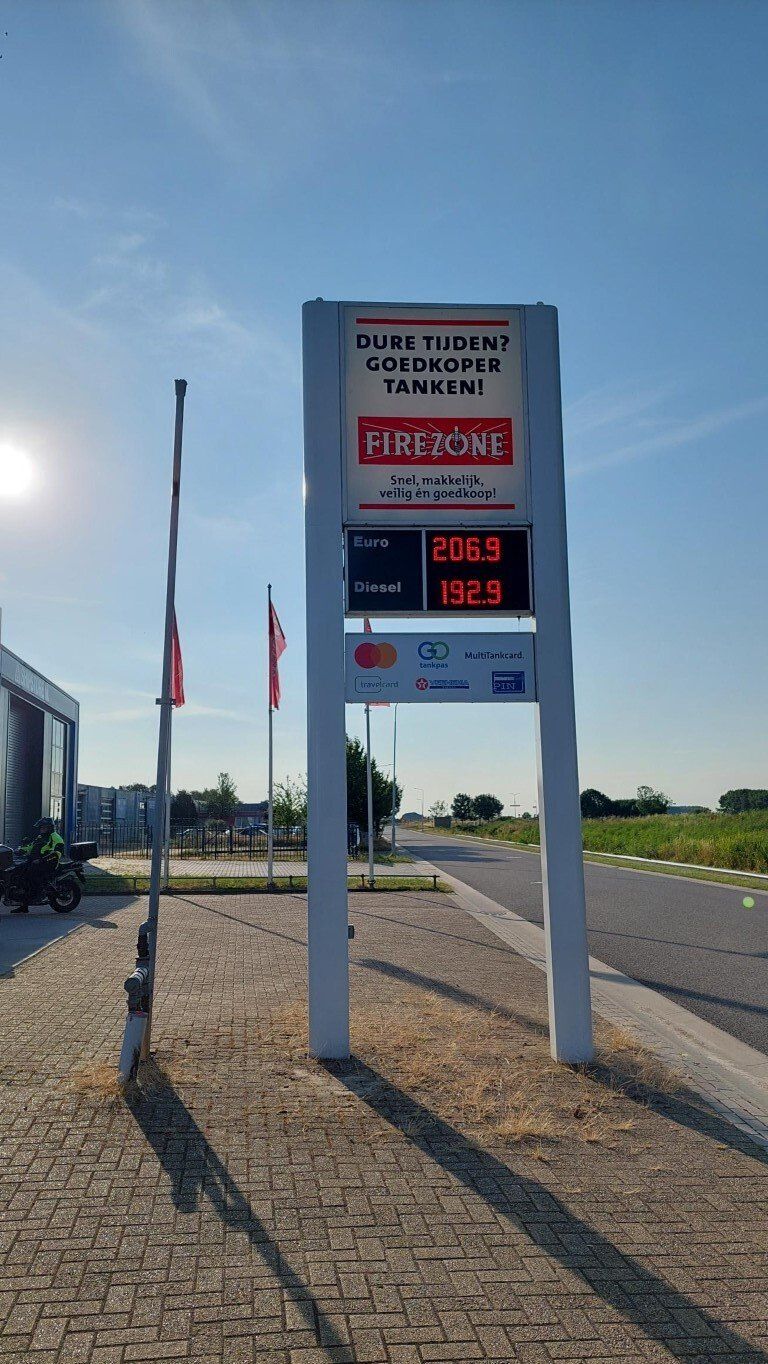 DURE TIJDEN?
GOEDKOPER
TANKEN!
FIREZONE
Snel, makkelijk,
veilig én goedkoop!
Euro 206.9
Diesel 192.9
GO
tankpas
MultiTankcard.
travelcard
PIN